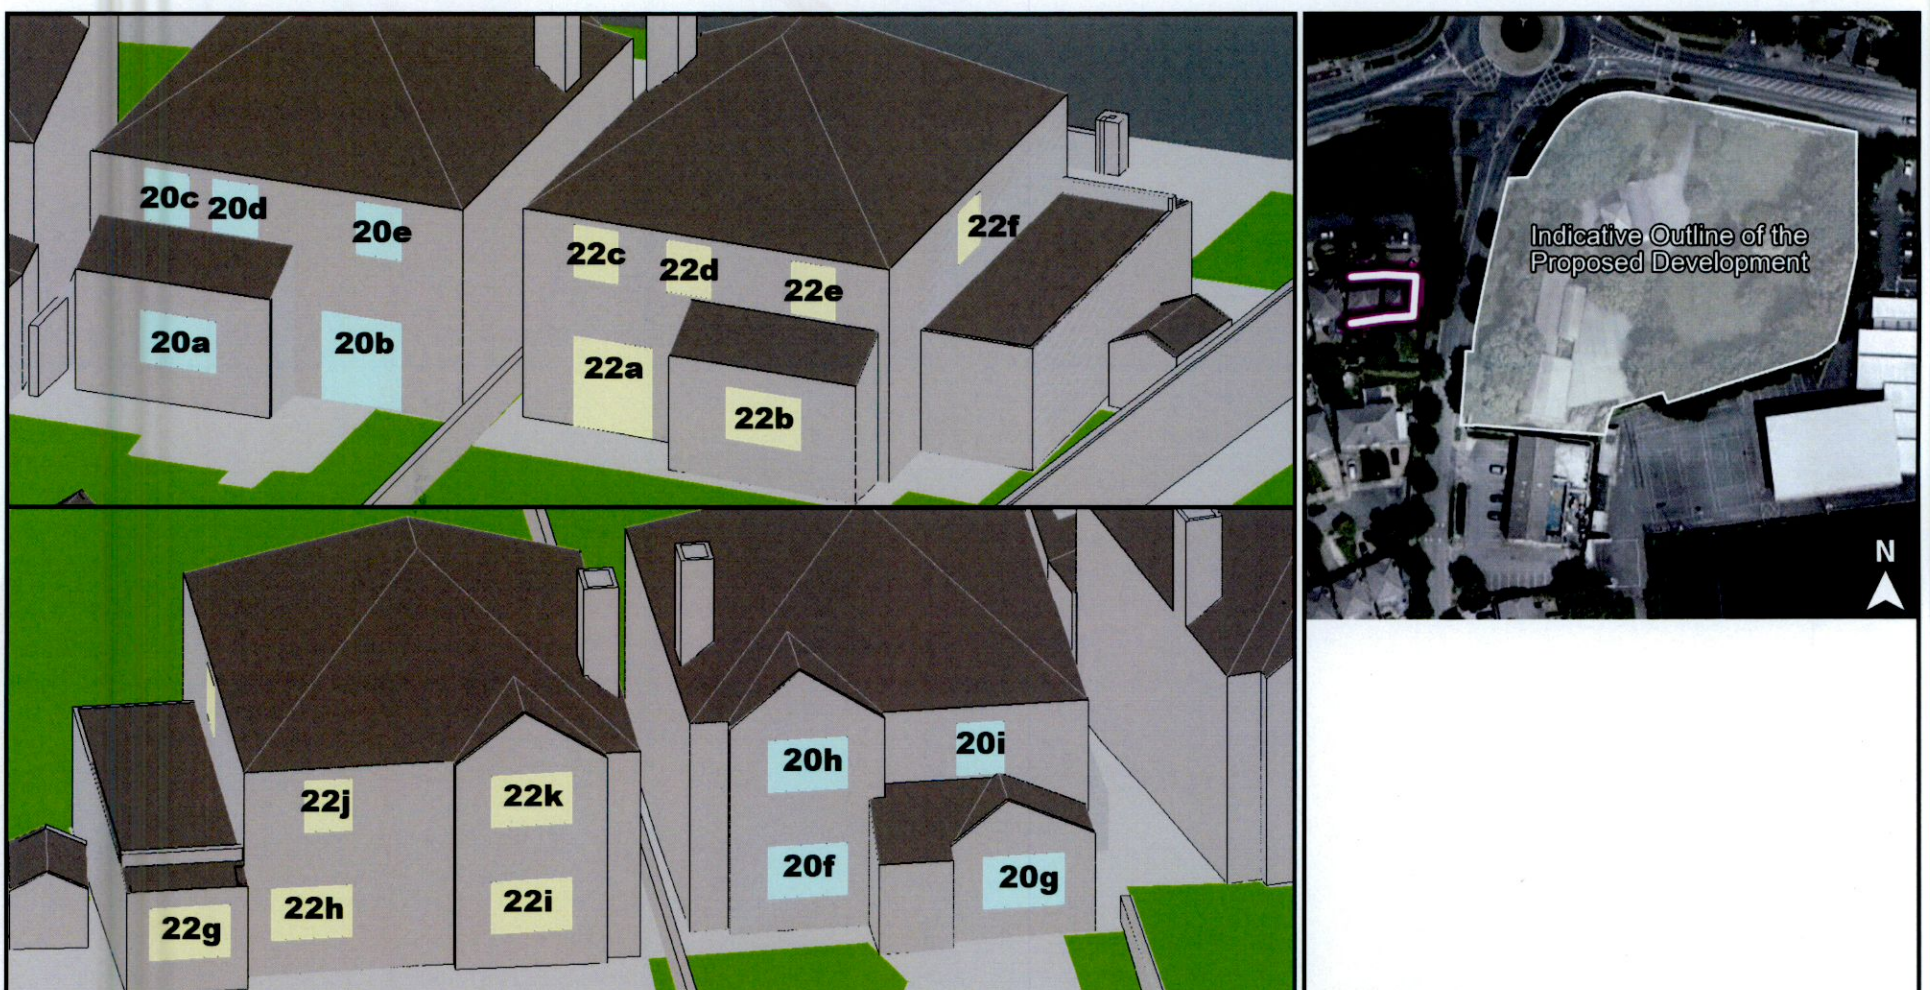 20c 20d 20e
20a 20b
22c 22d 22e 22f
22a 22b
22j 22k
22g 22h 22i
20h 20i
20f 20g
Indicative Outline of the
Proposed Development
N